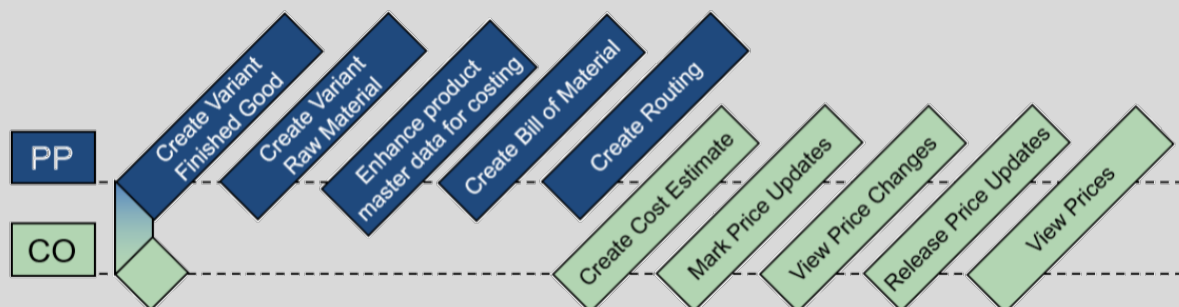 PP
Create Variant
Finished Good
Create Variant
Raw Material
Enhance product
master data for costing
Create Bill of Material
Create Routing
CO
Create Cost Estimate
Mark Price Updates
View Price Changes
Release Price Updates
View Prices